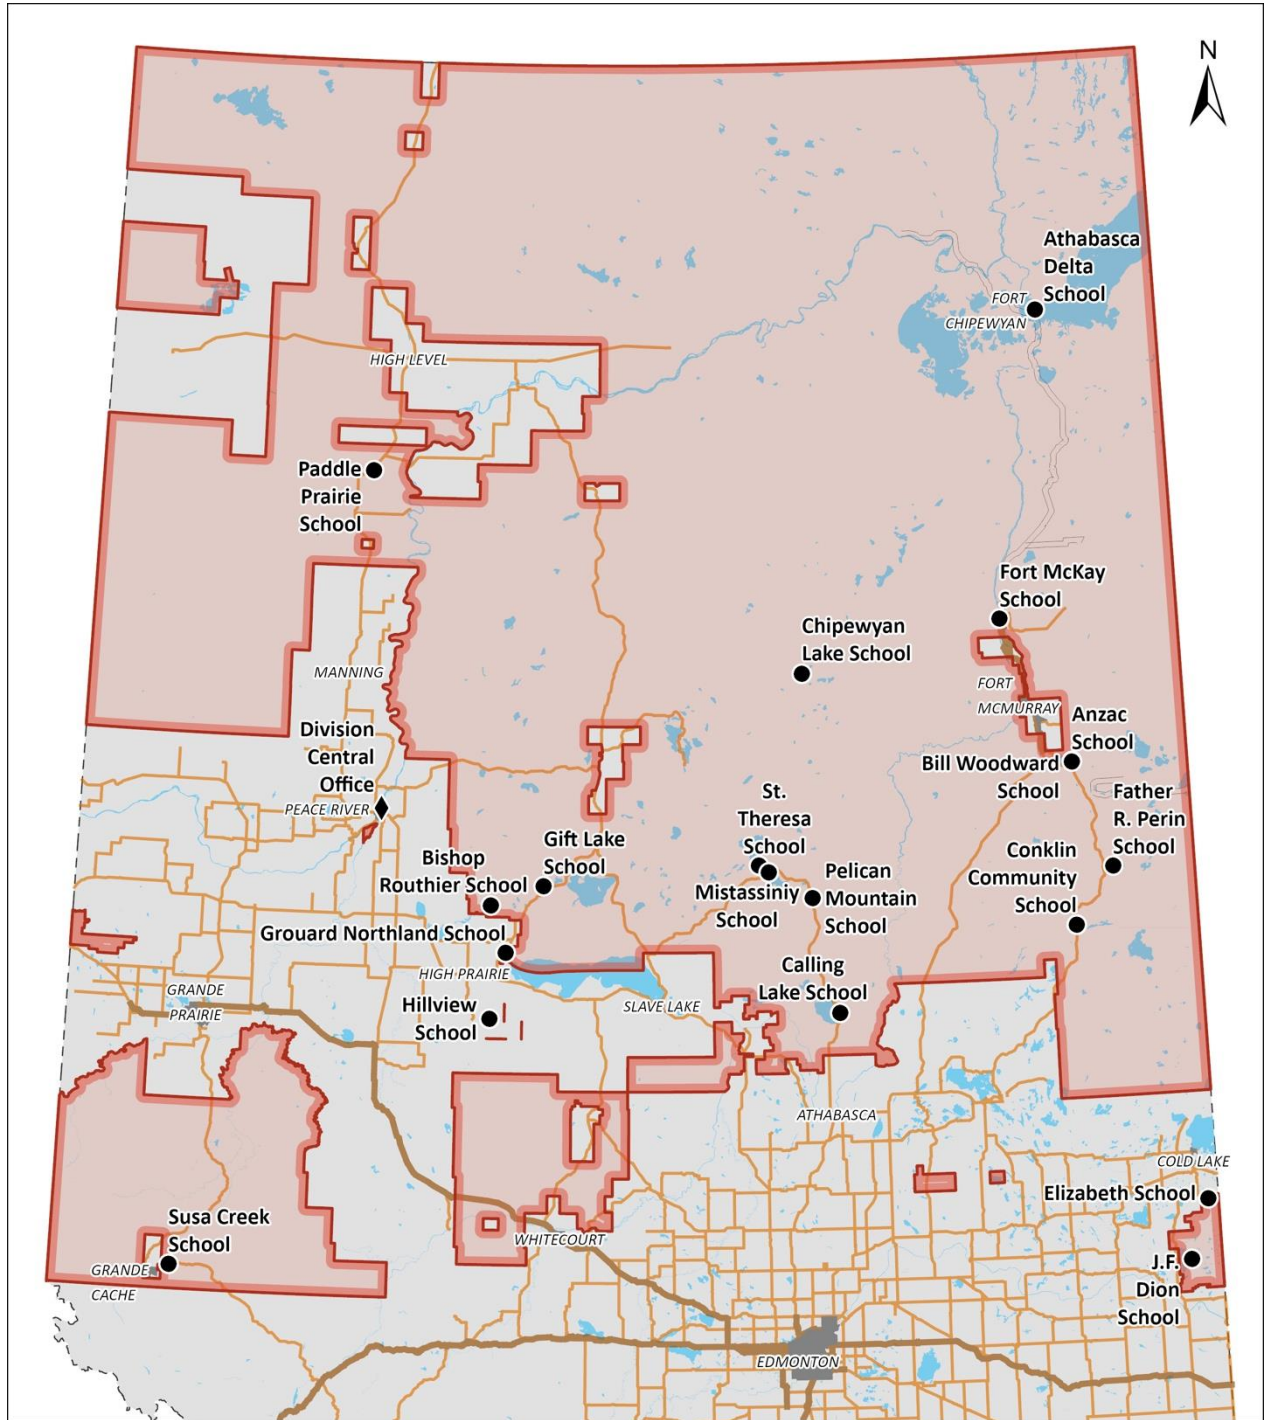 N
Athabasca
Delta
School
FORT
CHIPEWYAN
HIGH LEVEL
Paddle
Prairie
School
Fort McKay
School
Chipewyan
Lake School
MANNING
FORT
MCMURRAY
Anzac
School
Division
Central
Office
PEACE RIVER
Bill Woodward
School
Father
R. Perin
School
St.
Theresa
School
Gift Lake
School
Bishop
Routhier School
Conklin
Community
School
Mistassiniy
School
Pelican
Mountain
School
Grouard Northland School
HIGH PRAIRIE
Calling
Lake School
GRANDE
PRAIRIE
Hillview
School
SLAVE LAKE
ATHABASCA
COLD LAKE
Elizabeth School
Susa Creek
School
WHITECOURT
GRANDE
CACHE
J.F.
Dion
School
EDMONTON